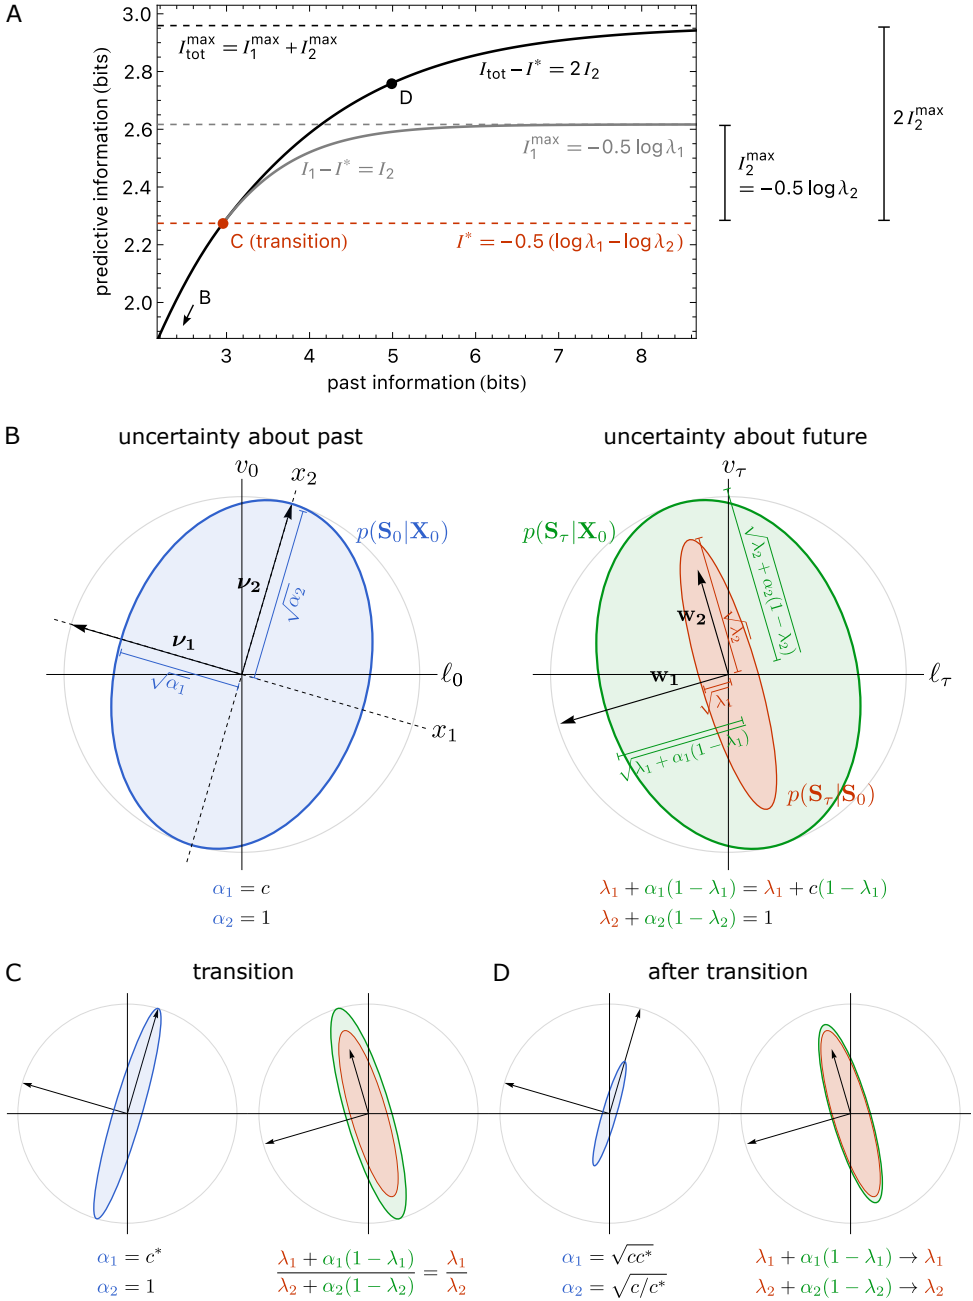 A
predictive information (bits)
3.0
2.8
2.6
2.4
2.2
2.0
I_tot^max = I_1^max + I_2^max
I_tot − I* = 2I_2
D
I_1^max = −0.5 log λ_1
I_1 − I* = I_2
C (transition)
I* = −0.5 (log λ_1 − log λ_2)
B
I_2^max
= −0.5 log λ_2
2I_2^max
3 4 5 6 7 8
past information (bits)
B
uncertainty about past
v_0
x_2
p(S_0|X_0)
ν_2
√α_2
ν_1
√α_1
ℓ_0
x_1
α_1 = c
α_2 = 1
uncertainty about future
v_τ
p(S_τ|X_0)
√λ_2 + α_2(1 − λ_2)
w_2
√λ_2
w_1
√λ_1
ℓ_τ
√λ_1 + α_1(1 − λ_1)
p(S_τ|S_0)
λ_1 + α_1(1 − λ_1) = λ_1 + c(1 − λ_1)
λ_2 + α_2(1 − λ_2) = 1
C
transition
α_1 = c*
α_2 = 1
λ_1 + α_1(1 − λ_1) / λ_2 + α_2(1 − λ_2) = λ_1 / λ_2
D
after transition
α_1 = √cc*
α_2 = √c/c*
λ_1 + α_1(1 − λ_1) → λ_1
λ_2 + α_2(1 − λ_2) → λ_2